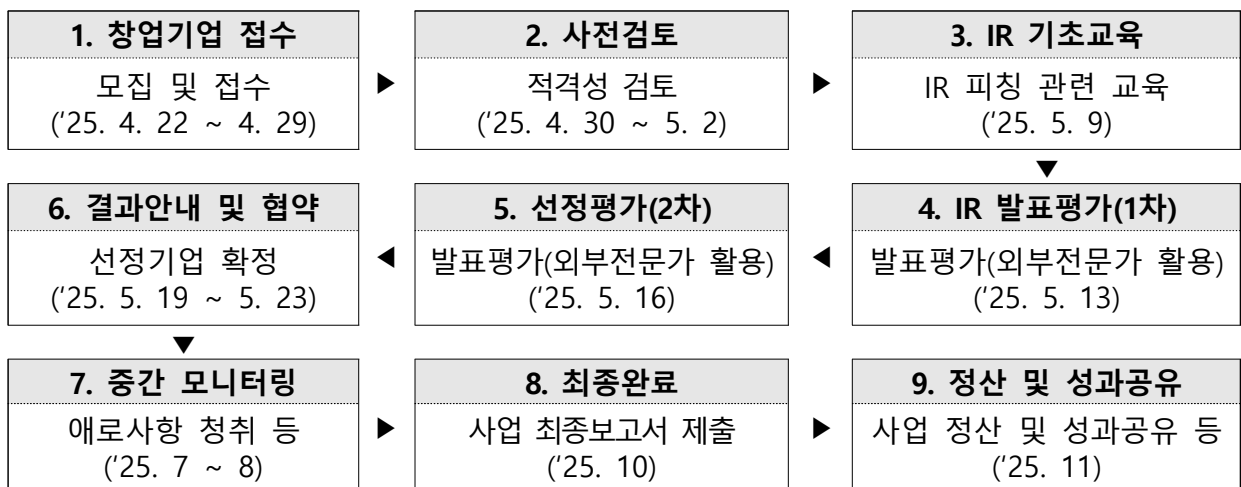 1. 창업기업 접수
모집 및 접수
('25. 4. 22 ~ 4. 29)
▶
2. 사전검토
적격성 검토
('25. 4. 30 ~ 5. 2)
▶
3. IR 기초교육
IR 피칭 관련 교육
('25. 5. 9)
▼
4. IR 발표평가(1차)
발표평가(외부전문가 활용)
('25. 5. 13)
◀
5. 선정평가(2차)
발표평가(외부전문가 활용)
('25. 5. 16)
◀
6. 결과안내 및 협약
선정기업 확정
('25. 5. 19 ~ 5. 23)
▼
7. 중간 모니터링
애로사항 청취 등
('25. 7 ~ 8)
▶
8. 최종완료
사업 최종보고서 제출
('25. 10)
▶
9. 정산 및 성과공유
사업 정산 및 성과공유 등
('25. 11)